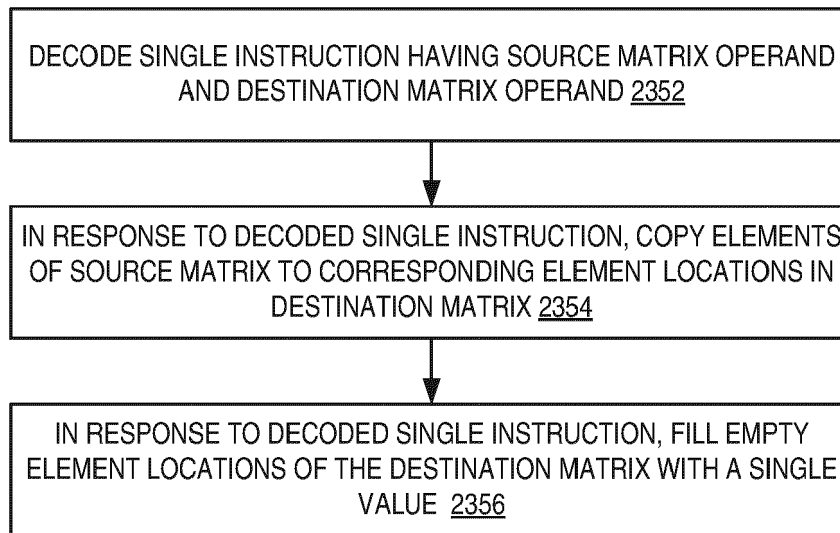 DECODE SINGLE INSTRUCTION HAVING SOURCE MATRIX OPERAND
AND DESTINATION MATRIX OPERAND 2352
IN RESPONSE TO DECODED SINGLE INSTRUCTION, COPY ELEMENTS
OF SOURCE MATRIX TO CORRESPONDING ELEMENT LOCATIONS IN
DESTINATION MATRIX 2354
IN RESPONSE TO DECODED SINGLE INSTRUCTION, FILL EMPTY
ELEMENT LOCATIONS OF THE DESTINATION MATRIX WITH A SINGLE
VALUE 2356